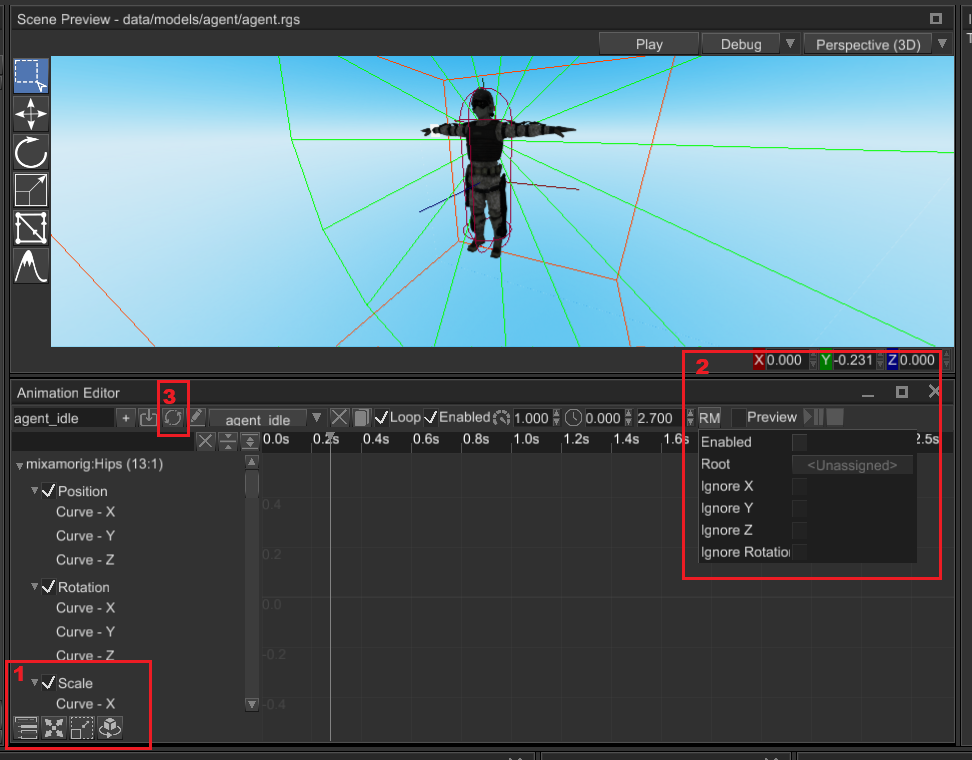 Scene Preview - data/models/agent/agent.rgs
Play Debug Perspective (3D)
2 X 0.000 Y -0.231 Z 0.000
Animation Editor
3
agent_idle + agent_idle Loop Enabled 1.000 0.000 2.700 RM Preview
0.0s 0.2s 0.4s 0.6s 0.8s 1.0s 1.2s 1.4s 1.6s 2.5s
Enabled
mixamorig:Hips (13:1)
Root <Unassigned>
Position
Ignore X
Curve - X
0.4
Ignore Y
Curve - Y
Ignore Z
Curve - Z
0.2
Ignore Rotation
Rotation
Curve - X
0.0
Curve - Y
Curve - Z
-0.2
1
Scale
Curve - X
-0.4